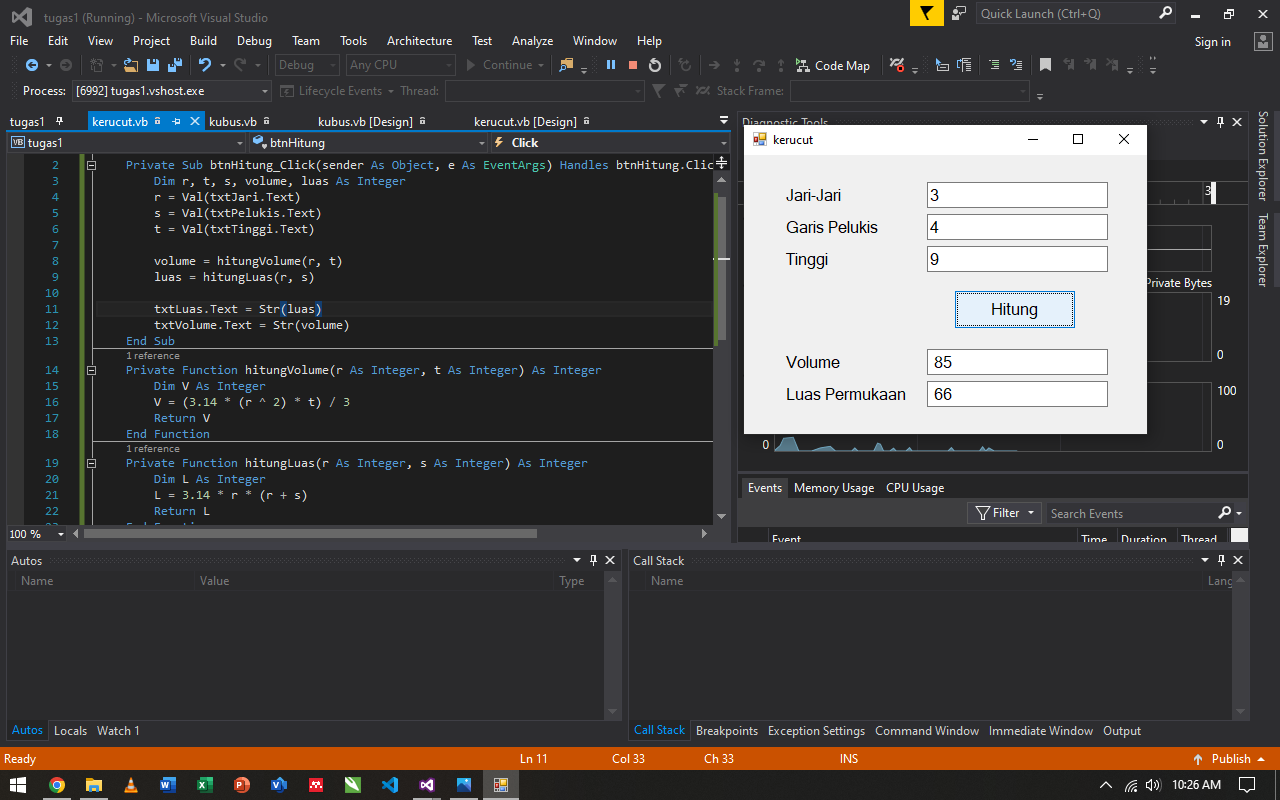 tugas1 (Running) - Microsoft Visual Studio
Quick Launch (Ctrl+Q)
File Edit View Project Build Debug Team Tools Architecture Test Analyze Window Help
Sign in
Debug Any CPU Continue Code Map
Process: [6992] tugas1.vshost.exe Lifecycle Events Thread: Stack Frame:
tugas1 kerucut.vb kubus.vb kubus.vb [Design] kerucut.vb [Design]
VB tugas1 btnHitung Click
2 Private Sub btnHitung_Click(sender As Object, e As EventArgs) Handles btnHitung.Clic
3 Dim r, t, s, volume, luas As Integer
4 r = Val(txtJari.Text)
5 s = Val(txtPelukis.Text)
6 t = Val(txtTinggi.Text)
7
8 volume = hitungVolume(r, t)
9 luas = hitungLuas(r, s)
10
11 txtLuas.Text = Str(luas)
12 txtVolume.Text = Str(volume)
13 End Sub
1 reference
14 Private Function hitungVolume(r As Integer, t As Integer) As Integer
15 Dim V As Integer
16 V = (3.14 * (r ^ 2) * t) / 3
17 Return V
18 End Function
1 reference
19 Private Function hitungLuas(r As Integer, s As Integer) As Integer
20 Dim L As Integer
21 L = 3.14 * r * (r + s)
22 Return L
100 %
Diagnostic Tools
kerucut
Jari-Jari 3
Garis Pelukis 4
Tinggi 9
Hitung
Volume 85
Luas Permukaan 66
3
Private Bytes
19
0
100
0 0
Events Memory Usage CPU Usage
Filter Search Events
Event Time Duration Thread
Solution Explorer
Team Explorer
Autos
Name Value Type
Autos Locals Watch 1
Call Stack
Name Lang
Call Stack Breakpoints Exception Settings Command Window Immediate Window Output
Ready Ln 11 Col 33 Ch 33 INS Publish
10:26 AM